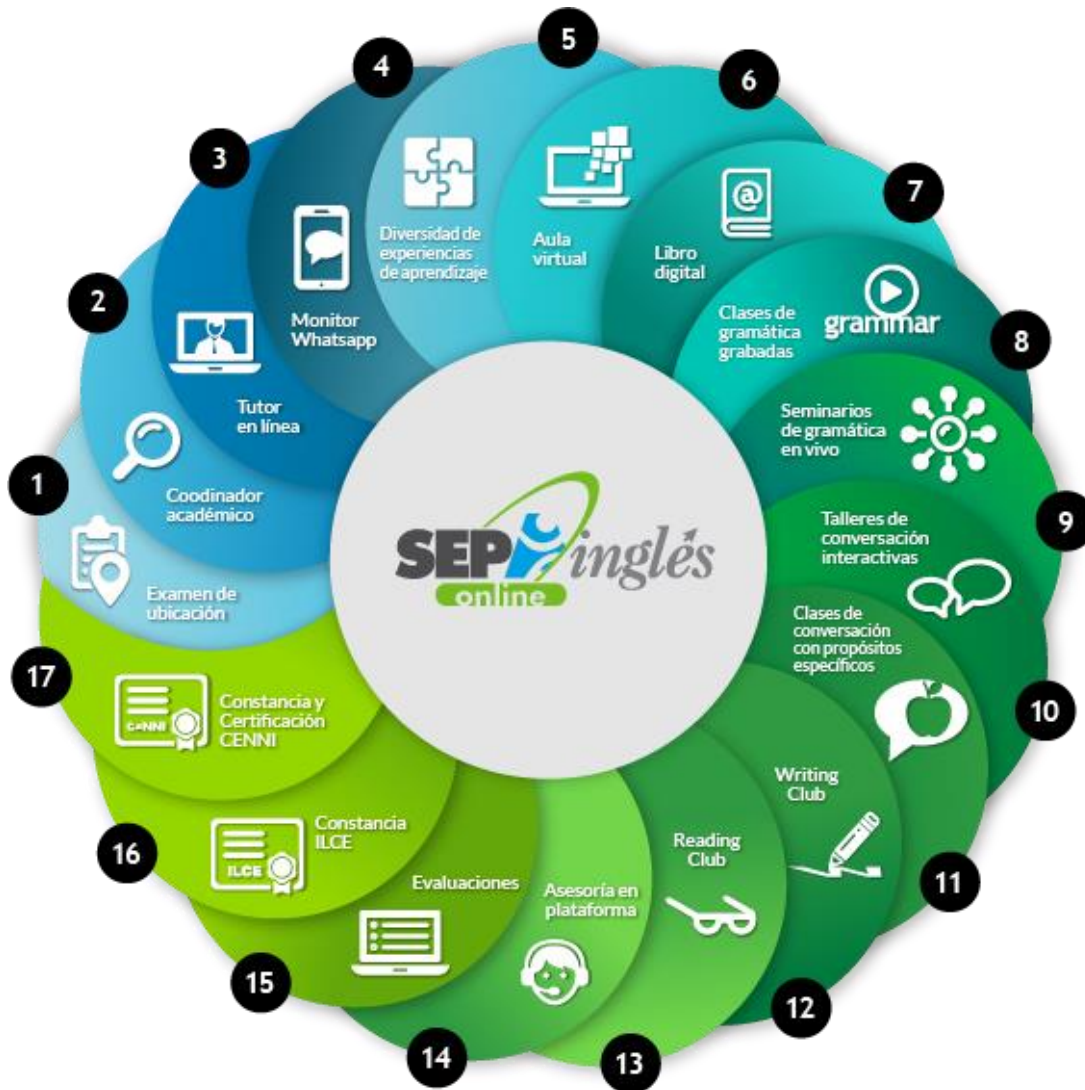 1
Examen de
ubicación
2
Coodinador
académico
3
Tutor
en línea
4
Monitor
Whatsapp
5
Diversidad de
experiencias
de aprendizaje
6
Aula
virtual
7
Libro
digital
8
Clases de
gramática
grabadas
grammar
9
Seminarios
de gramática
en vivo
10
Talleres de
conversación
interactivas
11
Clases de
conversación
con propósitos
específicos
12
Writing
Club
13
Reading
Club
14
Asesoría en
plataforma
15
Evaluaciones
16
Constancia
ILCE
ILCE
17
Constancia y
Certificación
CENNI
CENNI
SEP inglés
online